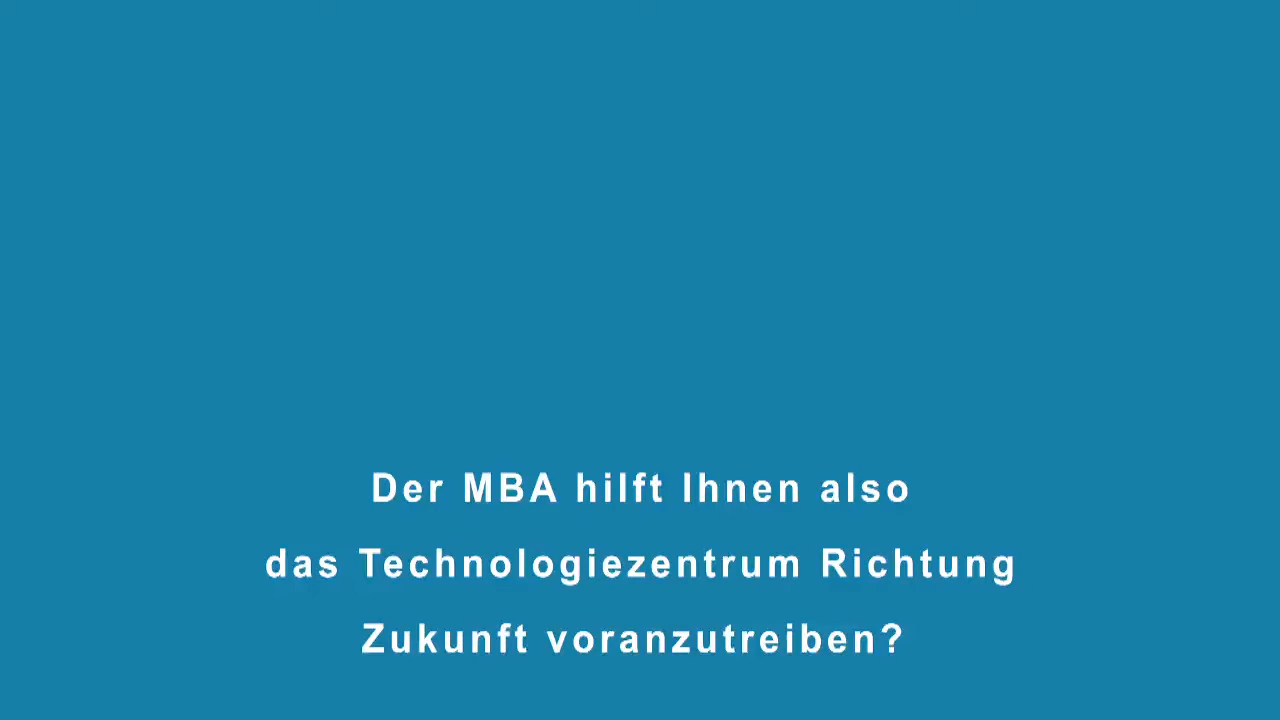 Der MBA hilft Ihnen also
das Technologiezentrum Richtung
Zukunft voranzutreiben?